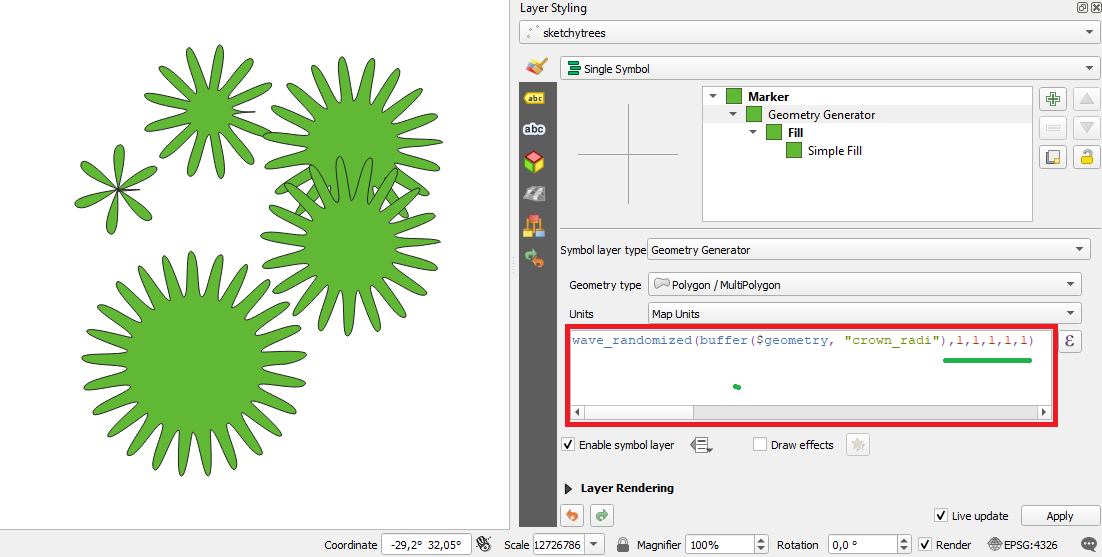 Layer Styling
sketchytrees
Single Symbol
abc
abc
Marker
Geometry Generator
Fill
Simple Fill
Symbol layer type Geometry Generator
Geometry type Polygon / MultiPolygon
Units Map Units
wave_randomized(buffer($geometry, "crown_radi"),1,1,1,1,1)
ε
Enable symbol layer Draw effects
Layer Rendering
Live update Apply
Coordinate -29,2° 32,05° Scale 12726786 Magnifier 100% Rotation 0,0 ° Render EPSG:4326